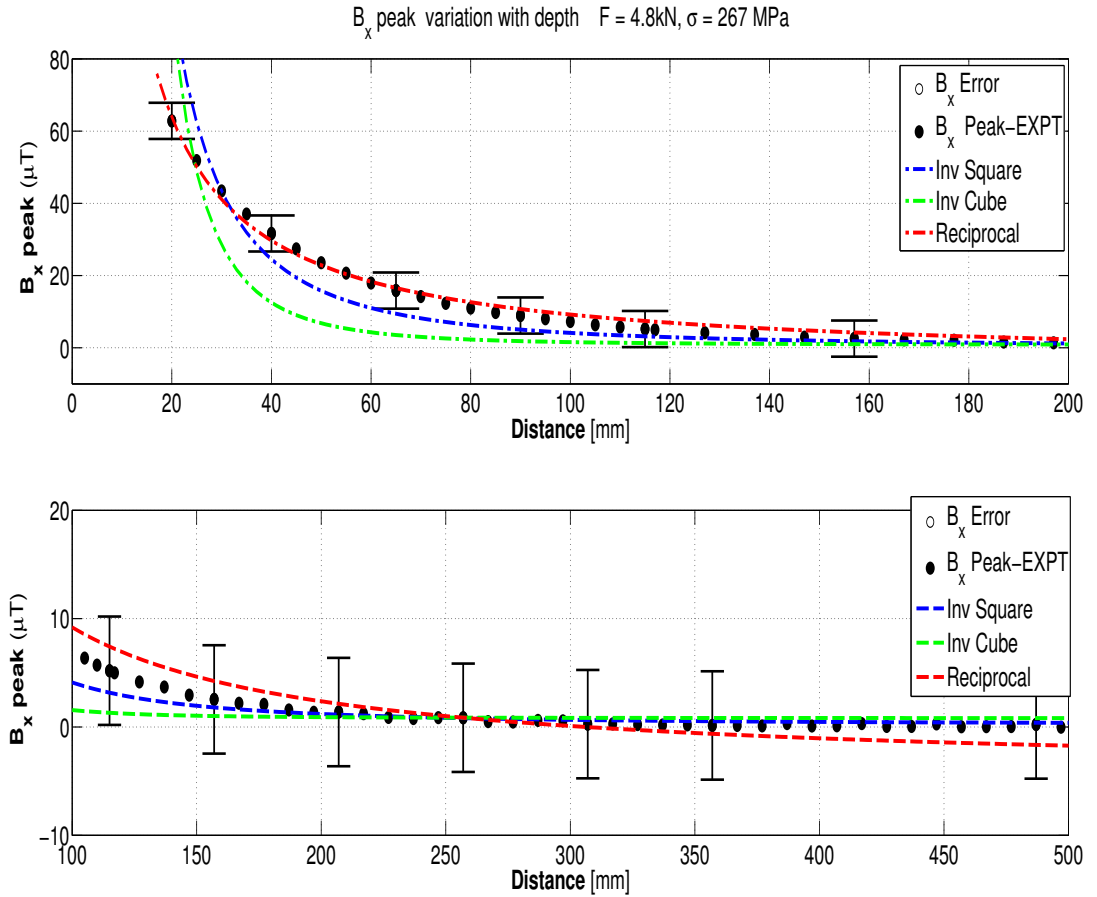 B_x peak variation with depth F = 4.8kN, σ = 267 MPa
80
60
40
20
0
B_x peak (μT)
B_x Error
B_x Peak−EXPT
Inv Square
Inv Cube
Reciprocal
0 20 40 60 80 100 120 140 160 180 200
Distance [mm]
20
10
0
−10
B_x peak (μT)
B_x Error
B_x Peak−EXPT
Inv Square
Inv Cube
Reciprocal
100 150 200 250 300 350 400 450 500
Distance [mm]